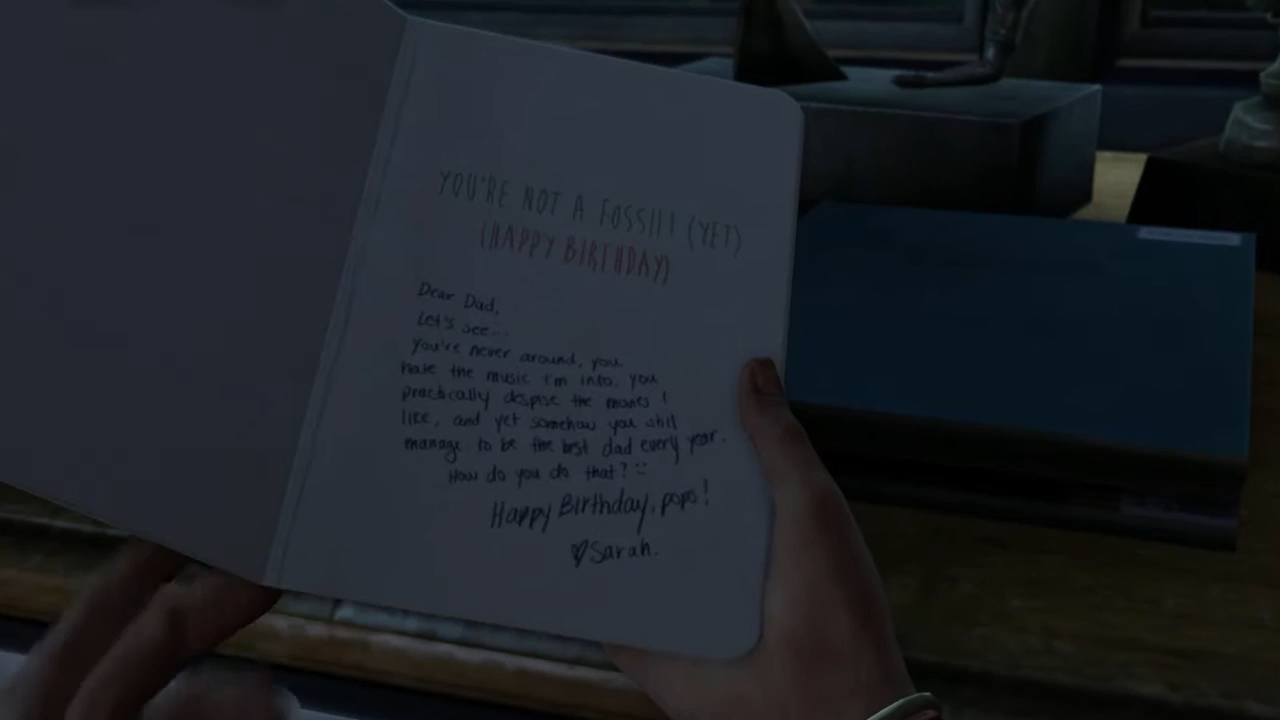 YOU'RE NOT A FOSSIL! (YET)
(HAPPY BIRTHDAY)
Dear Dad,
Let's see...
You're never around, you
hate the music I'm into, you
practically despise the movies I
like, and yet somehow you still
manage to be the best dad every year.
How do you do that? :)
Happy Birthday, pops!
♥Sarah.